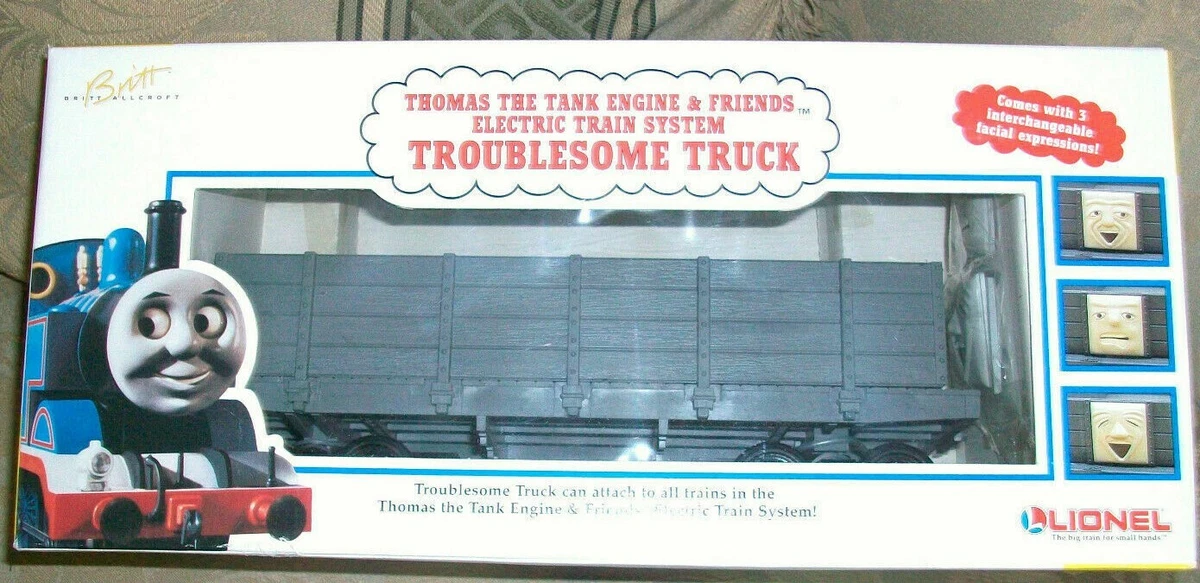 Britt
BRITT ALLCROFT
THOMAS THE TANK ENGINE & FRIENDS™
ELECTRIC TRAIN SYSTEM
TROUBLESOME TRUCK
Comes with 3
interchangeable
facial expressions!
Troublesome Truck can attach to all trains in the
Thomas the Tank Engine & Friends Electric Train System!
LIONEL
The big train for small hands.™